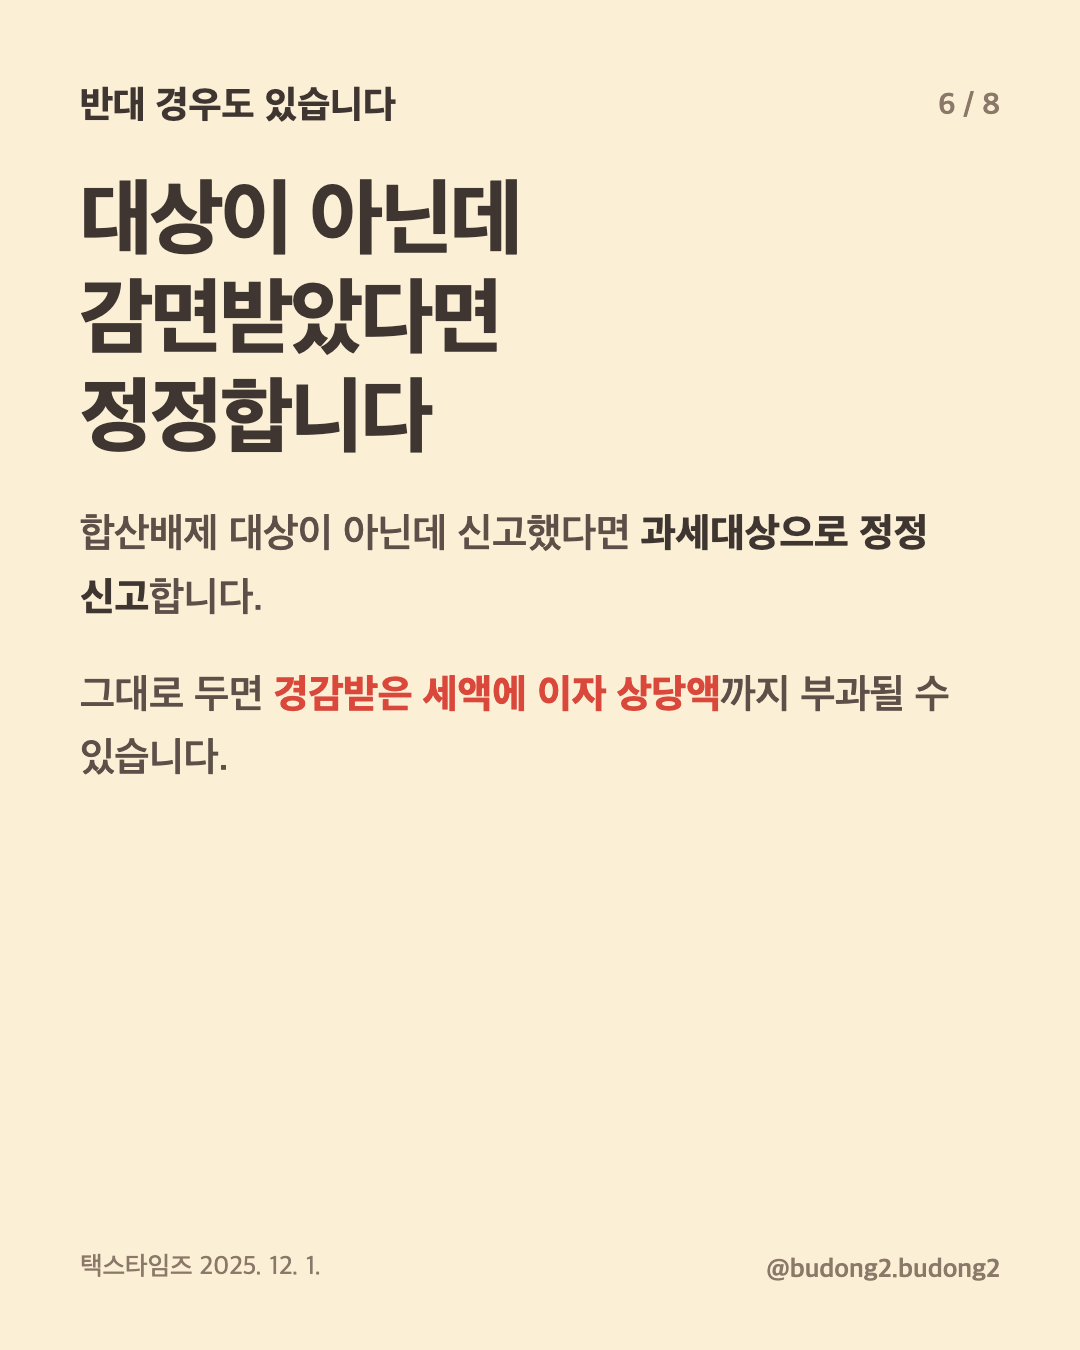 반대 경우도 있습니다
6 / 8
대상이 아닌데
감면받았다면
정정합니다
합산배제 대상이 아닌데 신고했다면 과세대상으로 정정
신고합니다.
그대로 두면 경감받은 세액에 이자 상당액까지 부과될 수
있습니다.
택스타임즈 2025. 12. 1.
@budong2.budong2